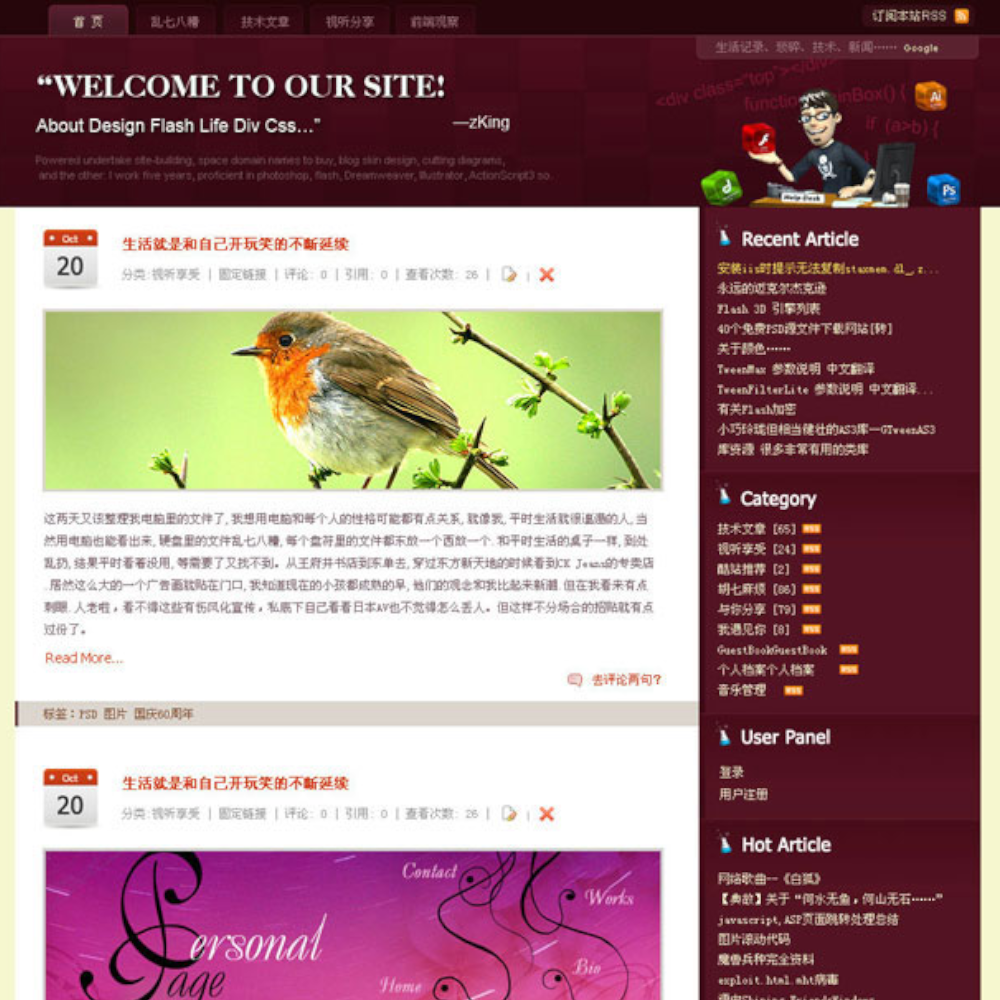 首 页
乱七八糟
技术文章
视听分享
前端观察
订阅本站RSS
生活记录、琐碎、技术、新闻…… Google
“WELCOME TO OUR SITE!
About Design Flash Life Div Css…”
—zKing
Powered undertake site-building, space domain names to buy, blog skin design, cutting diagrams,
and the other. I work five years, proficient in photoshop, flash, Dreamweaver, Illustrator, ActionScript3 so.
<div class="top"></div>
if (a>b) {
Ai
Ps
Help Desk
Oct
20
生活就是和自己开玩笑的不断延续
分类:视听享受 | 固定链接 | 评论: 0 | 引用: 0 | 查看次数: 26 | |
这两天又该整理我电脑里的文件了,我想用电脑和每个人的性格可能都有点关系,就像我,平时生活就很邋遢的人,当
然用电脑也能看出来,硬盘里的文件乱七八糟,每个盘符里的文件都东放一个西放一个.和平时生活的桌子一样,到处
乱扔,结果平时看着没用,等需要了又找不到。从王府井书店到东单去,穿过东方新天地的时候看到CK Jeans的专卖店
.居然这么大的一个广告画就贴在门口,我知道现在的小孩都成熟的早,他们的观念和我比起来新潮.但在我看来有点
刺眼.人老啦，看不得这些有伤风化宣传，私底下自己看看日本AV也不觉得怎么丢人。但这样不分场合的招贴就有点
过份了。
Read More...
去评论两句?
标签：PSD 图片 国庆60周年
Oct
20
生活就是和自己开玩笑的不断延续
分类:视听享受 | 固定链接 | 评论: 0 | 引用: 0 | 查看次数: 26 | |
Personal
Page
Contact
Works
Home
Bio
Recent Article
安装iis时提示无法复制staxmem.dl_,z...
永远的迈克尔杰克逊
Flash 3D 引擎列表
40个免费PSD源文件下载网站[转]
关于颜色……
TweenMax 参数说明 中文翻译
TweenFilterLite 参数说明 中文翻译...
有关Flash加密
小巧玲珑但相当健壮的AS3库--GTweenAS3
库资源 很多非常有用的类库
Category
技术文章 [65] RSS
视听享受 [24] RSS
酷站推荐 [2] RSS
胡七麻烦 [86] RSS
与你分享 [79] RSS
我遇见你 [8] RSS
GuestBookGuestBook RSS
个人档案个人档案 RSS
音乐管理 RSS
User Panel
登录
用户注册
Hot Article
网络歌曲--《白狐》
【典故】关于“何水无鱼，何山无石……”
javascript,ASP页面跳转处理总结
图片滚动代码
魔兽兵种完全资料
exploit.html.mht病毒